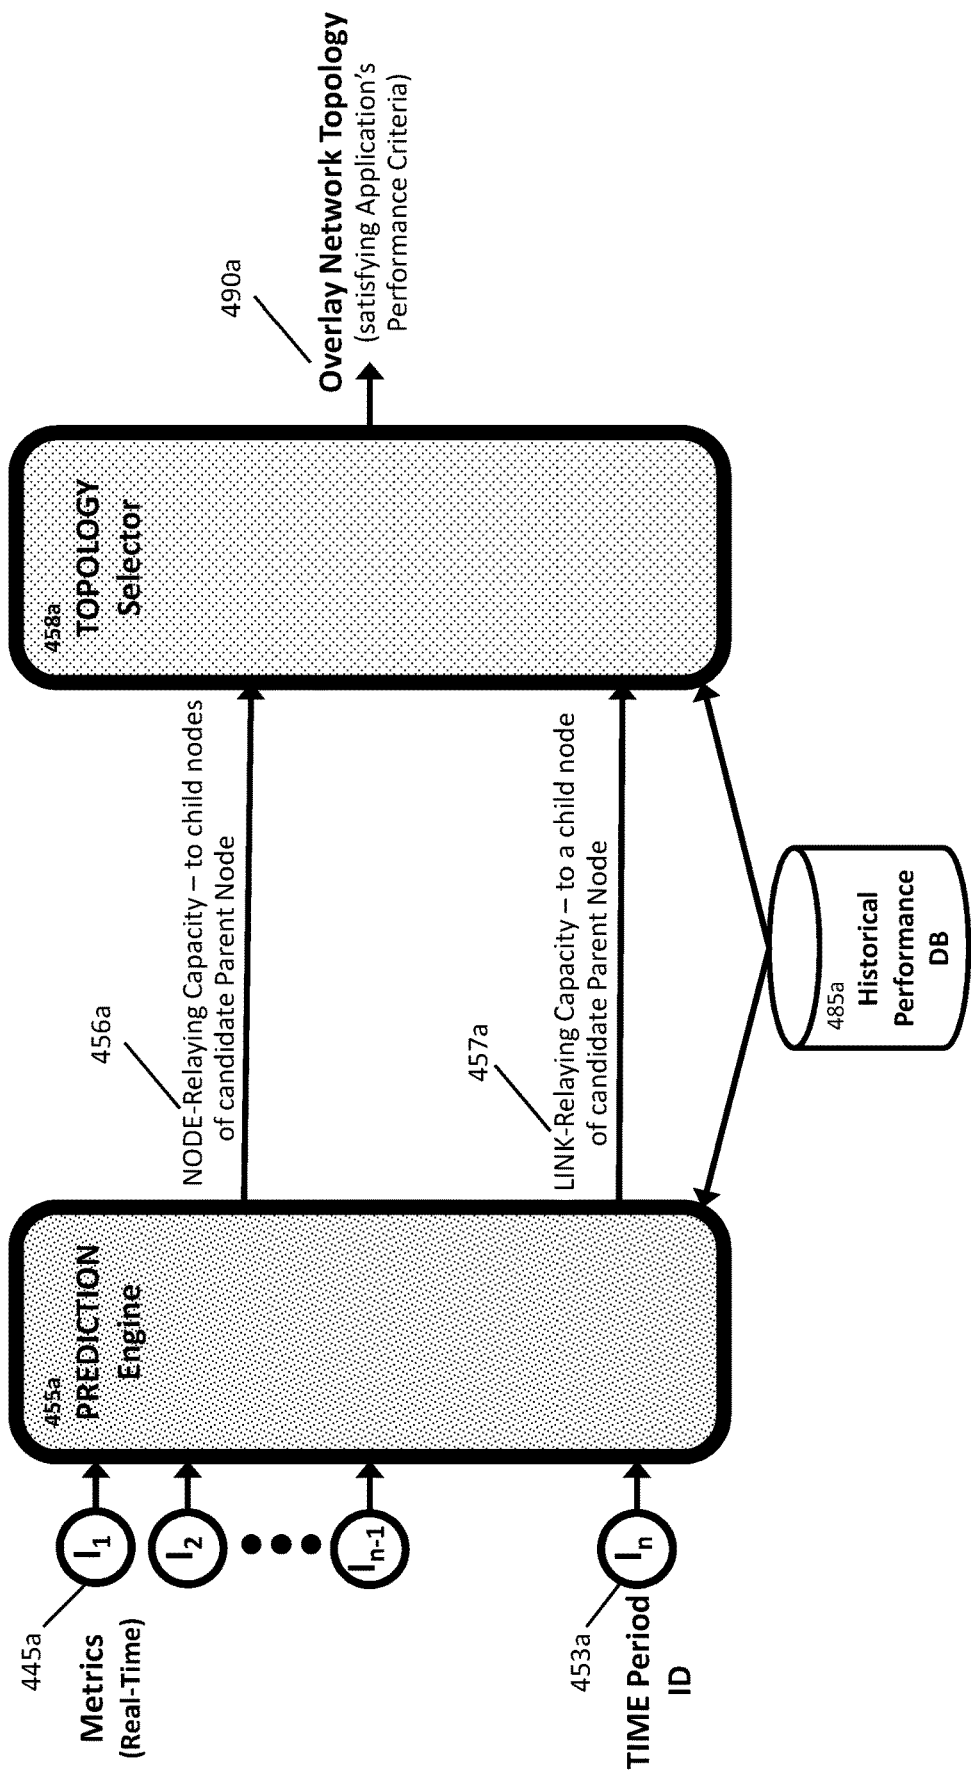 445a
Metrics
(Real-Time)
I1
I2
In-1
In
453a
TIME Period
ID
455a
PREDICTION
Engine
456a
NODE-Relaying Capacity – to child nodes
of candidate Parent Node
457a
LINK-Relaying Capacity – to a child node
of candidate Parent Node
485a
Historical
Performance
DB
458a
TOPOLOGY
Selector
490a
Overlay Network Topology
(satisfying Application's
Performance Criteria)